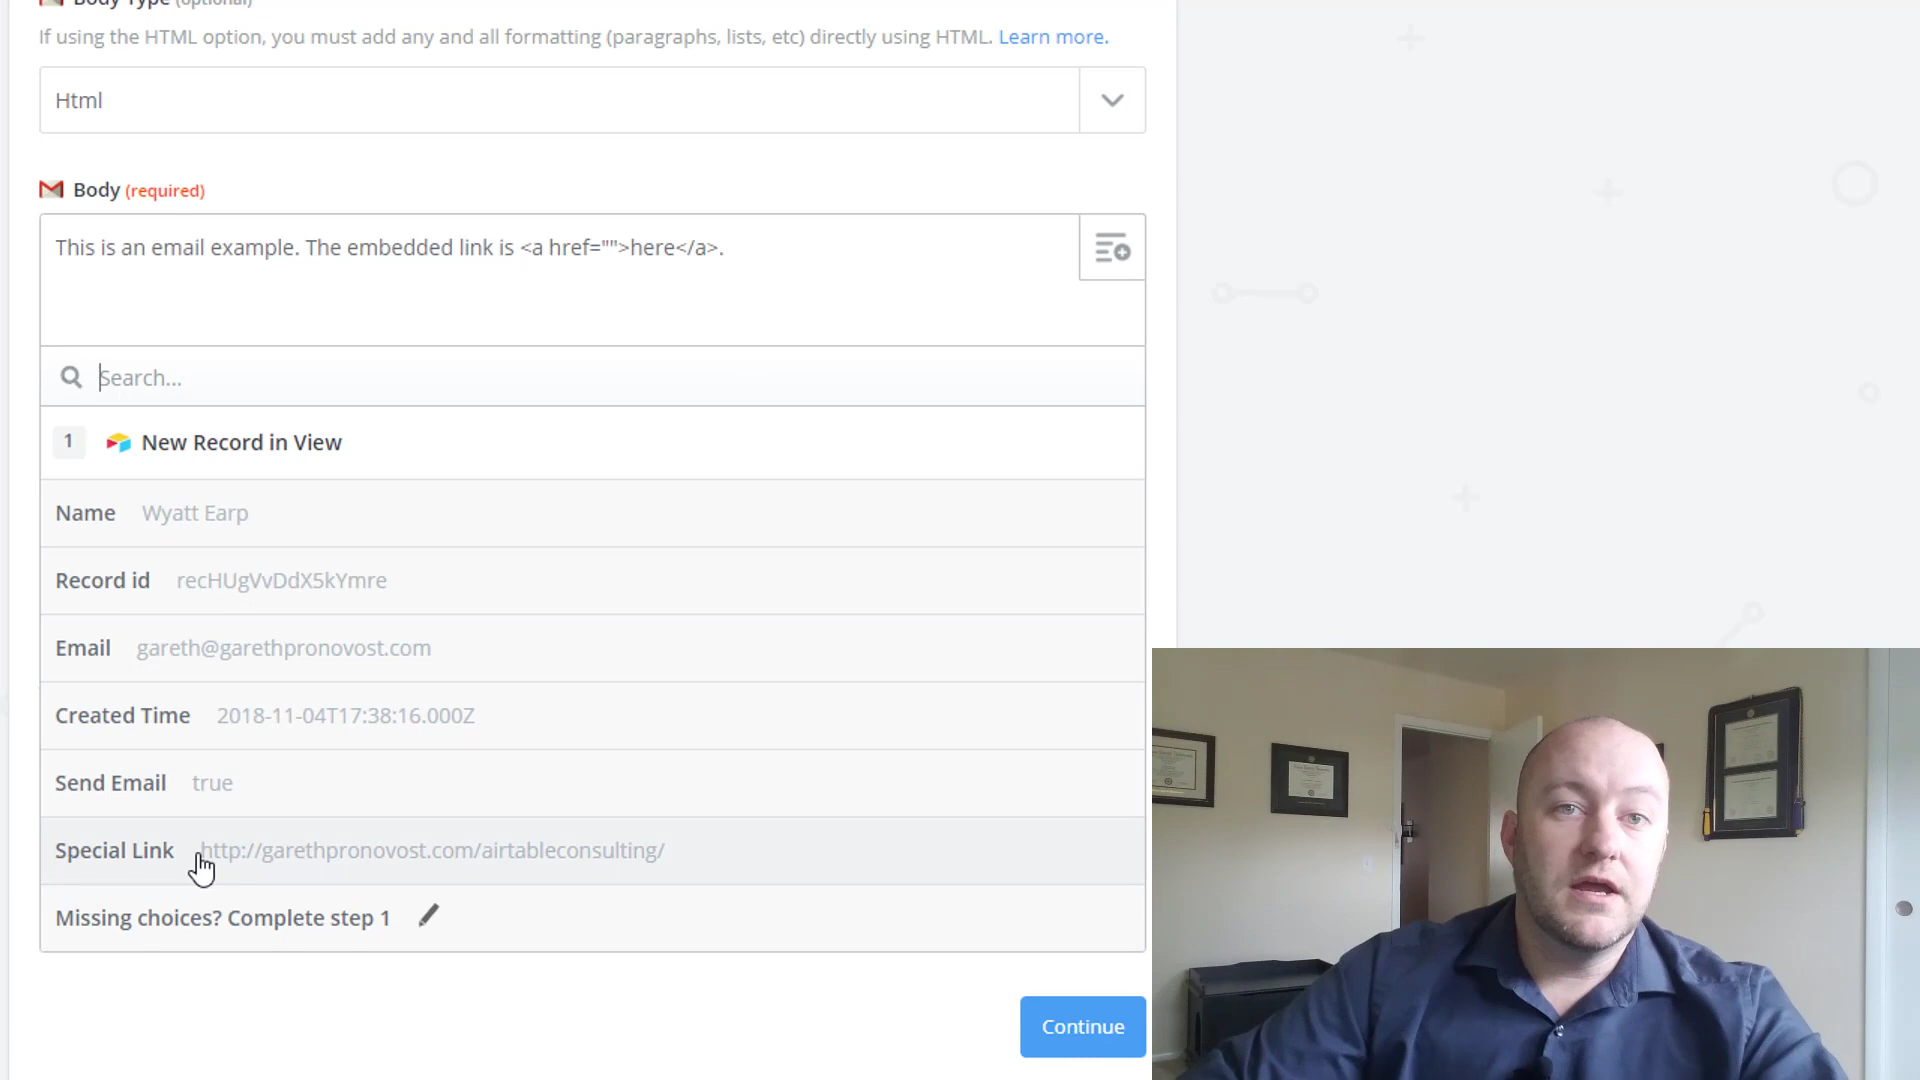 Body Type (optional)
If using the HTML option, you must add any and all formatting (paragraphs, lists, etc) directly using HTML. Learn more.
Html
Body (required)
This is an email example. The embedded link is <a href="">here</a>.
Search...
1 New Record in View
Name Wyatt Earp
Record id recHUgVvDdX5kYmre
Email gareth@garethpronovost.com
Created Time 2018-11-04T17:38:16.000Z
Send Email true
Special Link http://garethpronovost.com/airtableconsulting/
Missing choices? Complete step 1
Continue